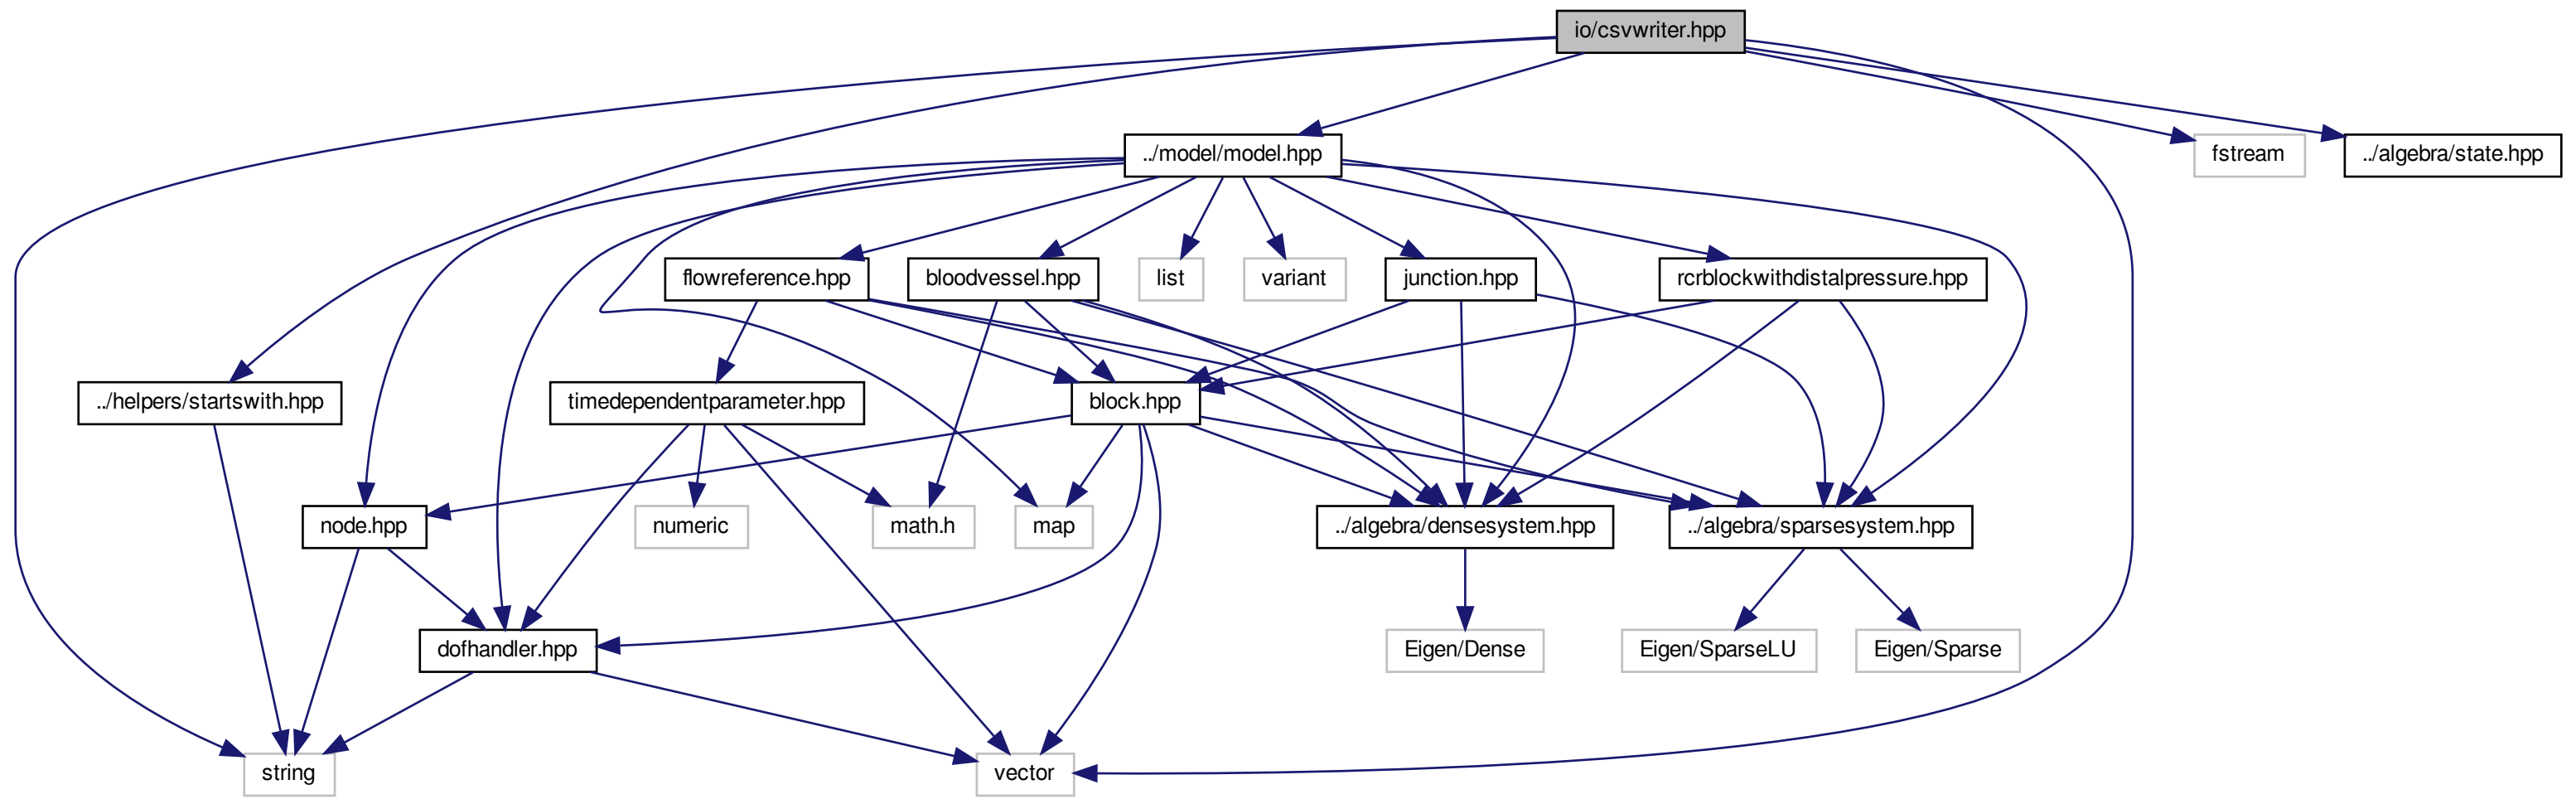 io/csvwriter.hpp
../model/model.hpp
fstream
../algebra/state.hpp
flowreference.hpp
bloodvessel.hpp
list
variant
junction.hpp
rcrblockwithdistalpressure.hpp
../helpers/startswith.hpp
timedependentparameter.hpp
block.hpp
node.hpp
numeric
math.h
map
../algebra/densesystem.hpp
../algebra/sparsesystem.hpp
dofhandler.hpp
Eigen/Dense
Eigen/SparseLU
Eigen/Sparse
string
vector